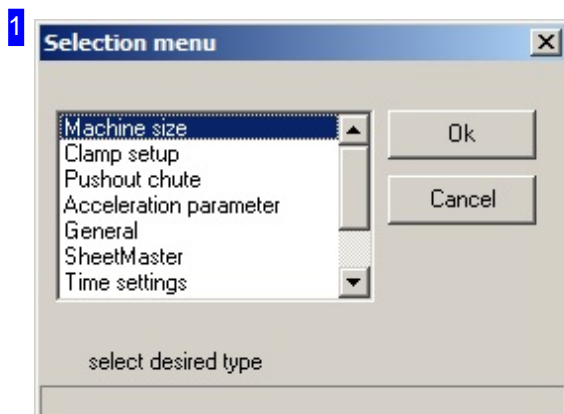 1
Selection menu
Machine size
Clamp setup
Pushout chute
Acceleration parameter
General
SheetMaster
Time settings
Ok
Cancel
select desired type